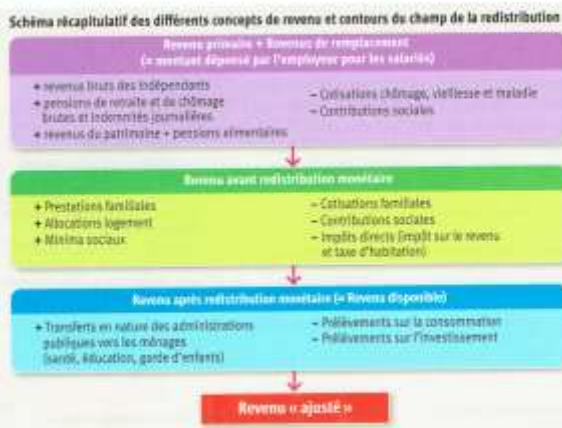 Schéma récapitulatif des différents concepts de revenu et contours du champ de la redistribution
Revenu primaire + Revenus de remplacement
(= montant dépensé par l'employeur pour les salariés)
+ revenus bruts des indépendants
+ pensions de retraite et de chômage
brutes et indemnités journalières
+ revenus du patrimoine + pensions alimentaires
– Cotisations chômage, vieillesse et maladie
– Contributions sociales
Revenu avant redistribution monétaire
+ Prestations familiales
+ Allocations logement
+ Minima sociaux
– Cotisations familiales
– Contributions sociales
– Impôts directs (impôt sur le revenu
et taxe d'habitation)
Revenu après redistribution monétaire (= Revenu disponible)
+ Transferts en nature des administrations
publiques vers les ménages
(santé, éducation, garde d'enfants)
– Prélèvements sur la consommation
– Prélèvements sur l'investissement
Revenu « ajusté »